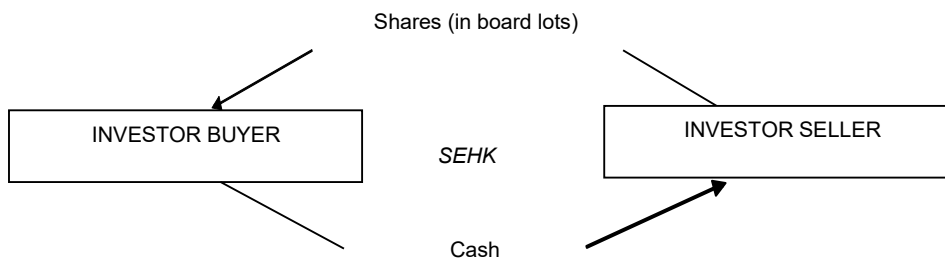 Shares (in board lots)
INVESTOR BUYER
INVESTOR SELLER
SEHK
Cash